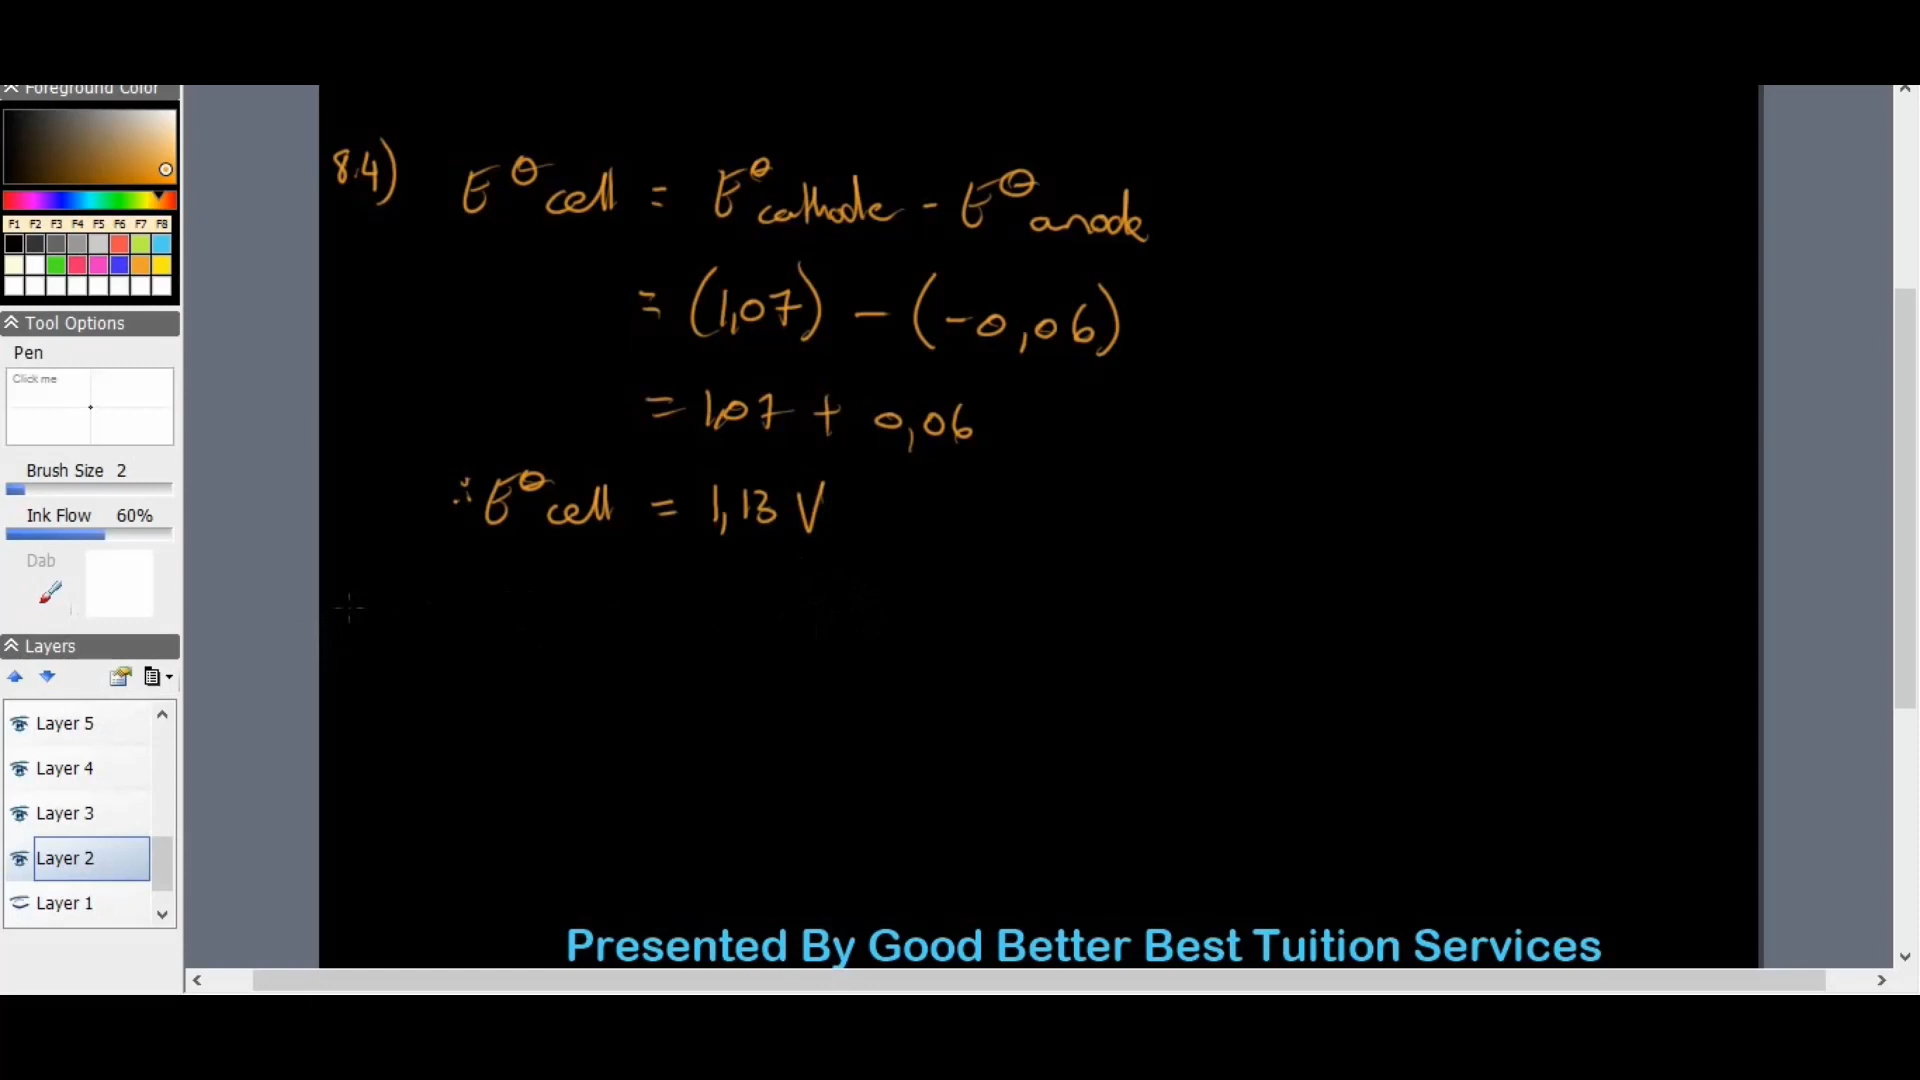 Foreground Color
F1 F2 F3 F4 F5 F6 F7 F8
Tool Options
Pen
Click me
Brush Size 2
Ink Flow 60%
Dab
Layers
Layer 5
Layer 4
Layer 3
Layer 2
Layer 1
8.4) E⦵cell = E⦵cathode - E⦵anode
= (1,07) - (-0,06)
= 1,07 + 0,06
∴ E⦵cell = 1,13 V
Presented By Good Better Best Tuition Services